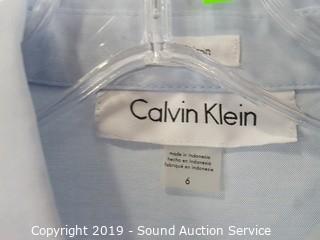 Calvin Klein
made in Indonesia
hecho en Indonesia
fabriqué en Indonésie
6
Copyright 2019 - Sound Auction Service